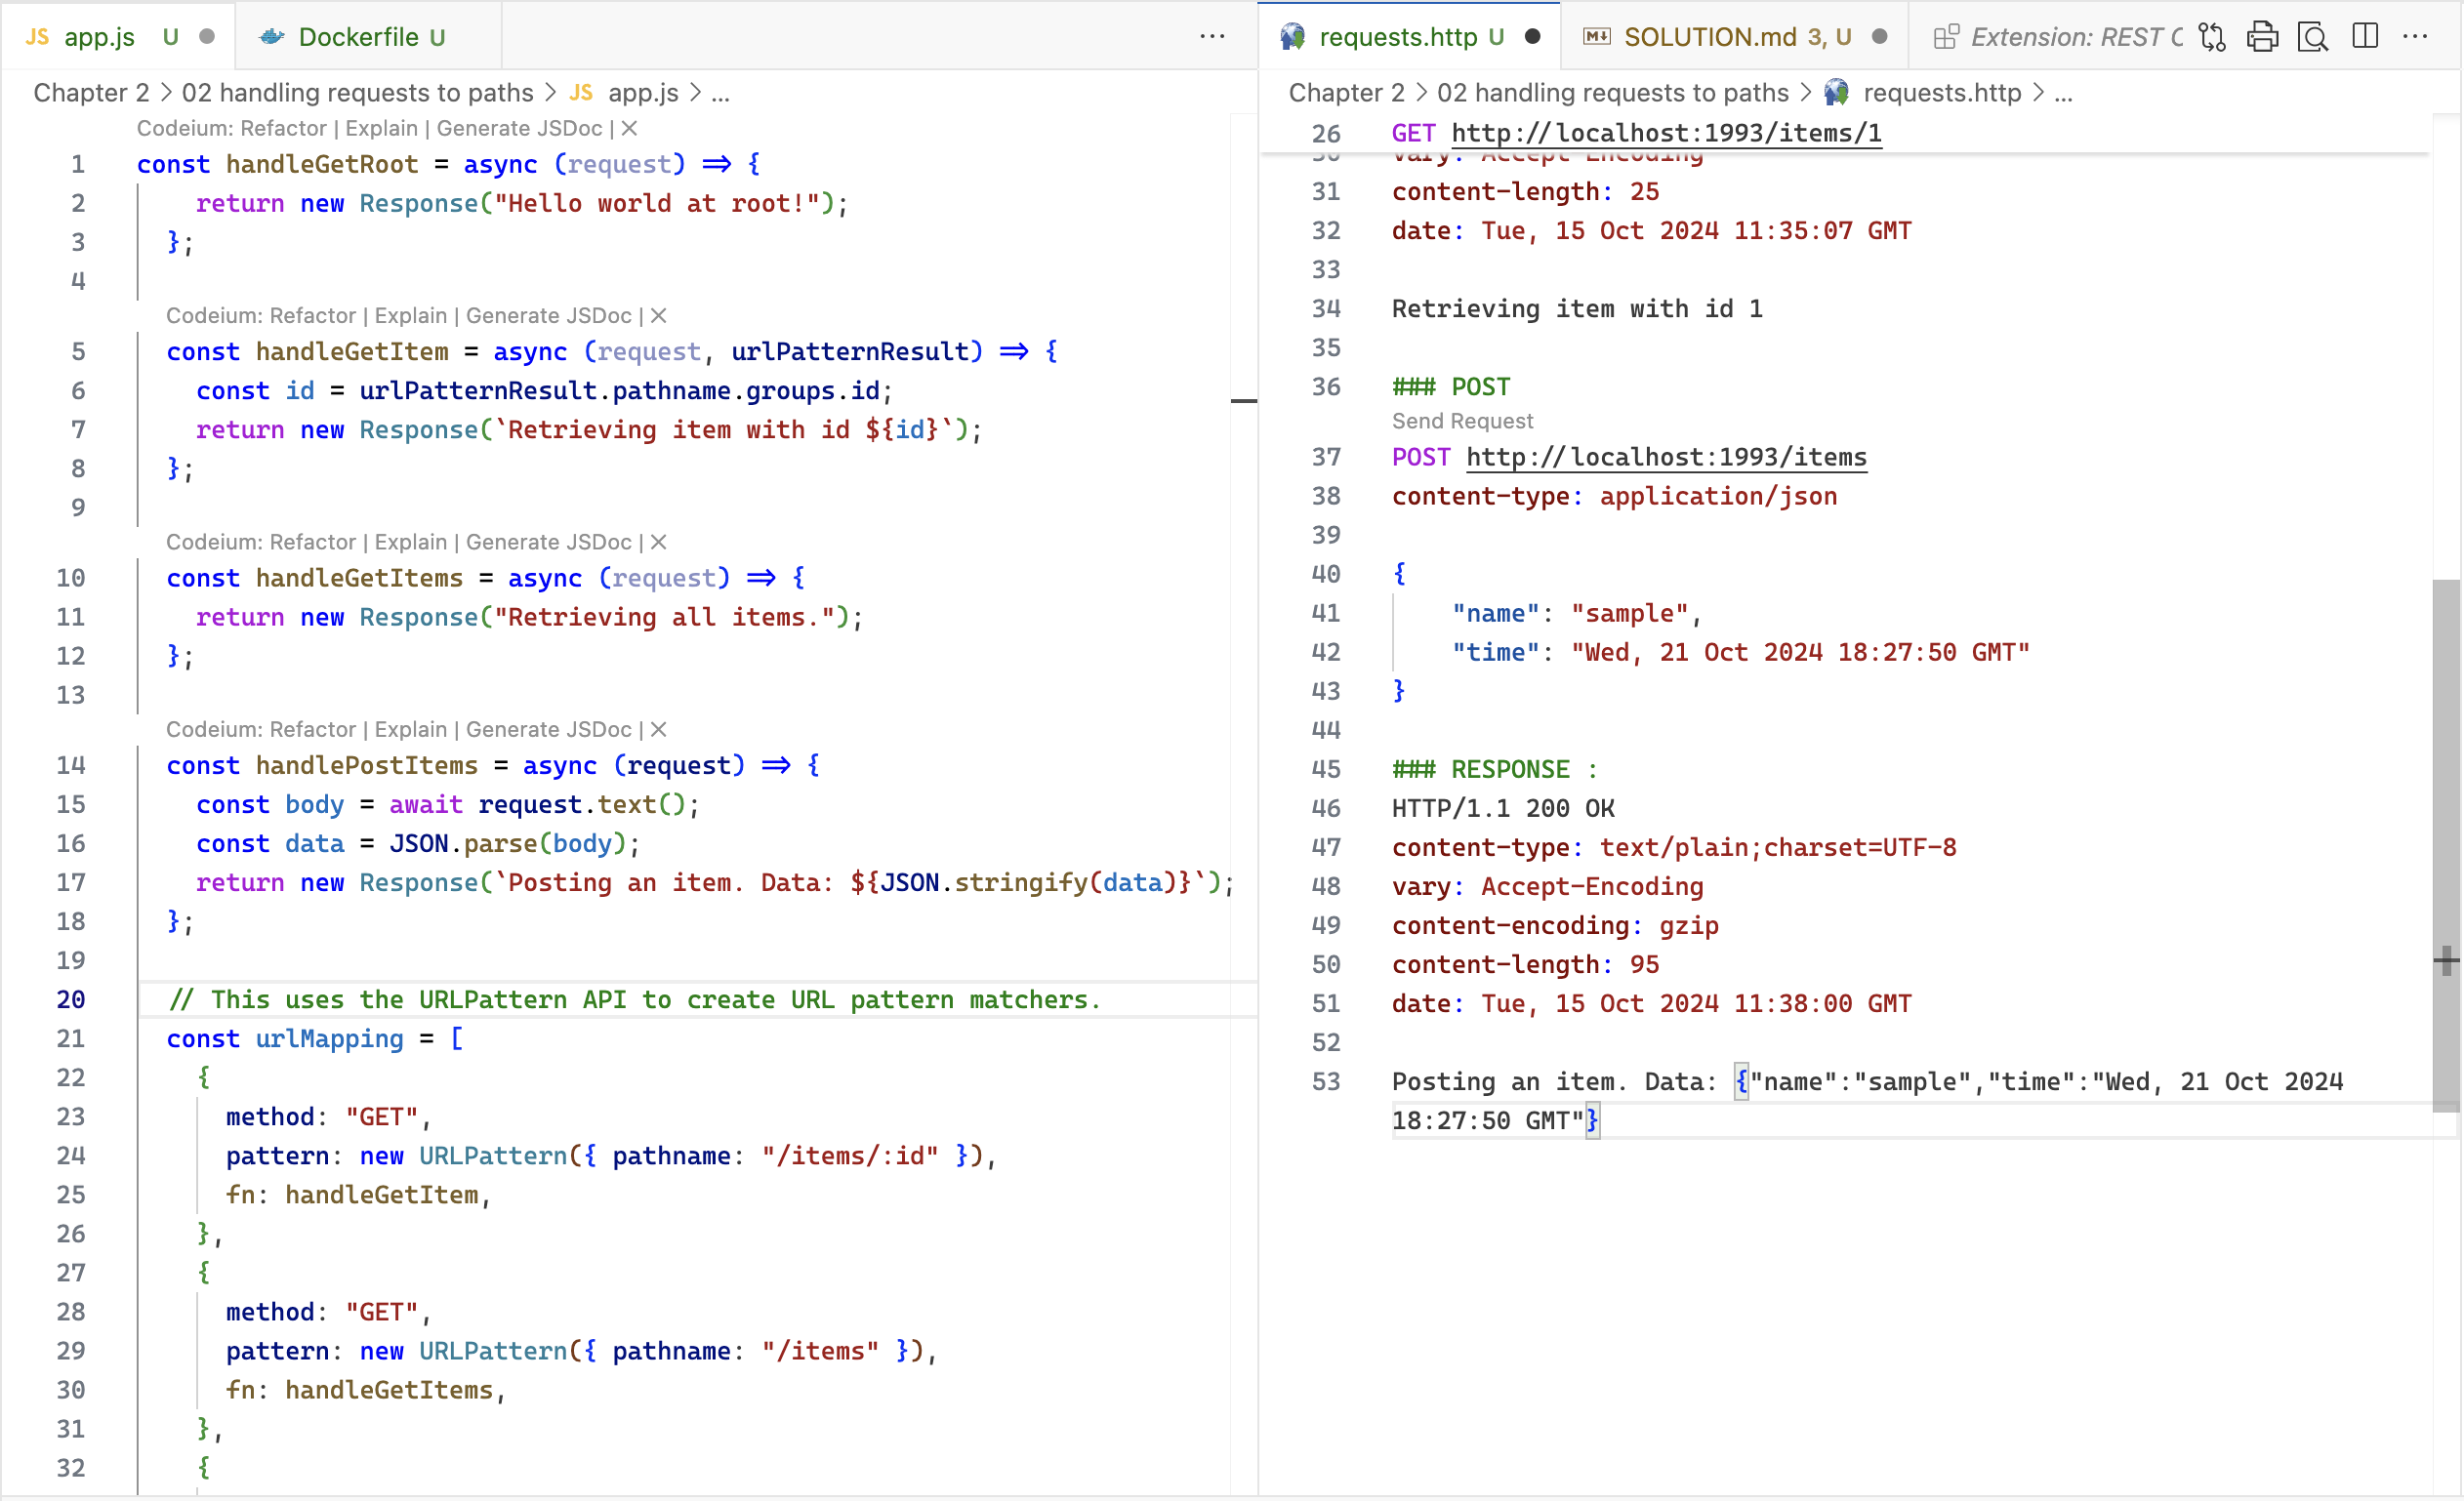 JS app.js U
Dockerfile U
requests.http U
SOLUTION.md 3, U
Extension: REST C
Chapter 2 > 02 handling requests to paths > JS app.js > ...
Codeium: Refactor | Explain | Generate JSDoc | ×
1 const handleGetRoot = async (request) => {
2 return new Response("Hello world at root!");
3 };
4
Codeium: Refactor | Explain | Generate JSDoc | ×
5 const handleGetItem = async (request, urlPatternResult) => {
6 const id = urlPatternResult.pathname.groups.id;
7 return new Response(`Retrieving item with id ${id}`);
8 };
9
Codeium: Refactor | Explain | Generate JSDoc | ×
10 const handleGetItems = async (request) => {
11 return new Response("Retrieving all items.");
12 };
13
Codeium: Refactor | Explain | Generate JSDoc | ×
14 const handlePostItems = async (request) => {
15 const body = await request.text();
16 const data = JSON.parse(body);
17 return new Response(`Posting an item. Data: ${JSON.stringify(data)}`);
18 };
19
20 // This uses the URLPattern API to create URL pattern matchers.
21 const urlMapping = [
22 {
23 method: "GET",
24 pattern: new URLPattern({ pathname: "/items/:id" }),
25 fn: handleGetItem,
26 },
27 {
28 method: "GET",
29 pattern: new URLPattern({ pathname: "/items" }),
30 fn: handleGetItems,
31 },
32 {
Chapter 2 > 02 handling requests to paths > requests.http > ...
26 GET http://localhost:1993/items/1
30 vary: Accept-Encoding
31 content-length: 25
32 date: Tue, 15 Oct 2024 11:35:07 GMT
33
34 Retrieving item with id 1
35
36 ### POST
Send Request
37 POST http://localhost:1993/items
38 content-type: application/json
39
40 {
41 "name": "sample",
42 "time": "Wed, 21 Oct 2024 18:27:50 GMT"
43 }
44
45 ### RESPONSE :
46 HTTP/1.1 200 OK
47 content-type: text/plain;charset=UTF-8
48 vary: Accept-Encoding
49 content-encoding: gzip
50 content-length: 95
51 date: Tue, 15 Oct 2024 11:38:00 GMT
52
53 Posting an item. Data: {"name":"sample","time":"Wed, 21 Oct 2024
18:27:50 GMT"}